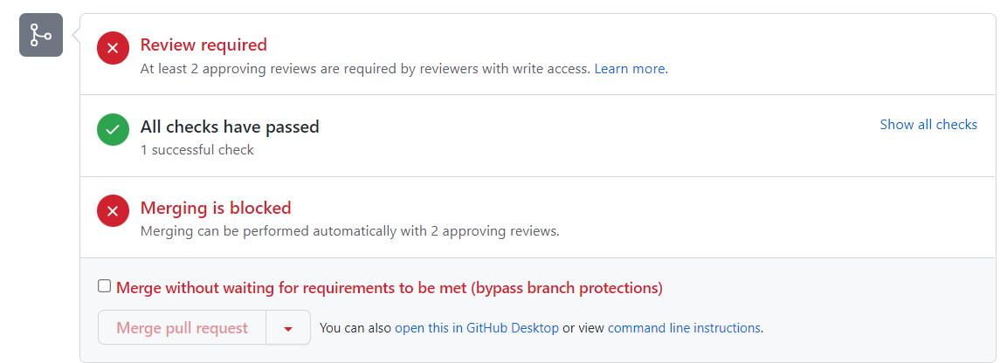 Review required
At least 2 approving reviews are required by reviewers with write access. Learn more.
All checks have passed
Show all checks
1 successful check
Merging is blocked
Merging can be performed automatically with 2 approving reviews.
Merge without waiting for requirements to be met (bypass branch protections)
Merge pull request
You can also open this in GitHub Desktop or view command line instructions.